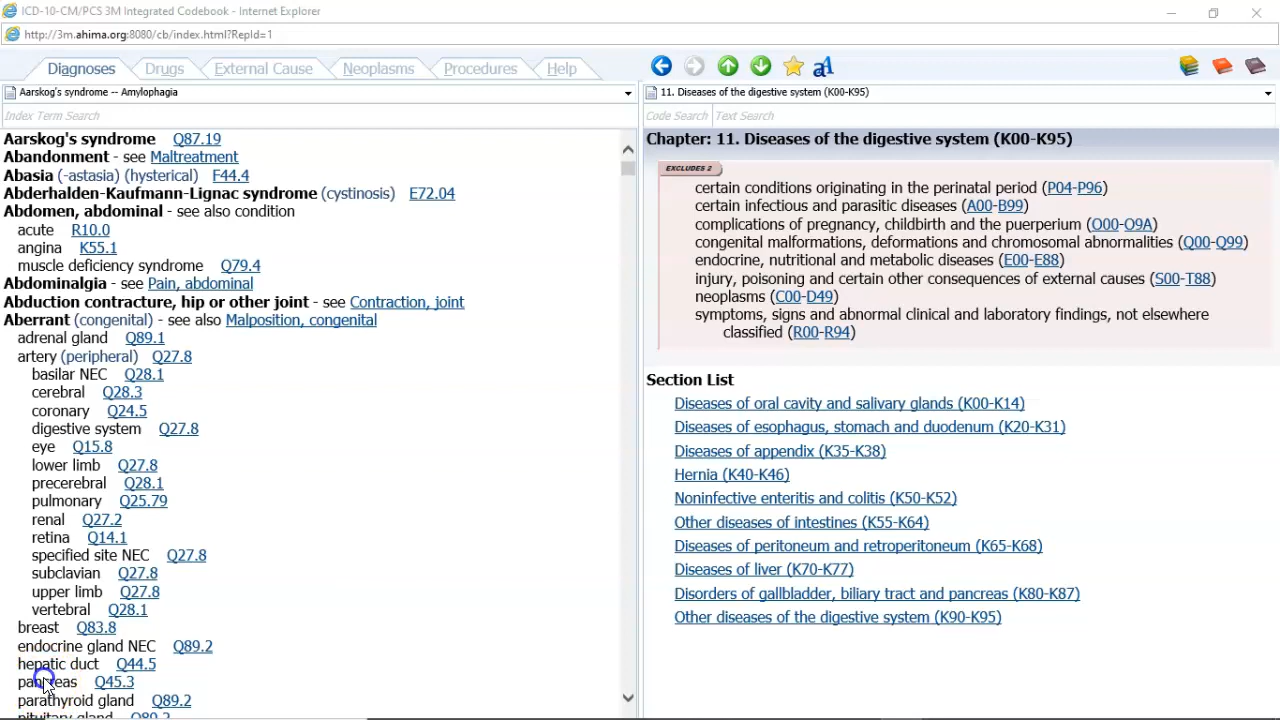 ICD-10-CM/PCS 3M Integrated Codebook - Internet Explorer
http://3m.ahima.org:8080/cb/index.html?RepId=1
Diagnoses Drugs External Cause Neoplasms Procedures Help
Aarskog's syndrome -- Amylophagia
Index Term Search
Aarskog's syndrome Q87.19
Abandonment - see Maltreatment
Abasia (-astasia) (hysterical) F44.4
Abderhalden-Kaufmann-Lignac syndrome (cystinosis) E72.04
Abdomen, abdominal - see also condition
acute R10.0
angina K55.1
muscle deficiency syndrome Q79.4
Abdominalgia - see Pain, abdominal
Abduction contracture, hip or other joint - see Contraction, joint
Aberrant (congenital) - see also Malposition, congenital
adrenal gland Q89.1
artery (peripheral) Q27.8
basilar NEC Q28.1
cerebral Q28.3
coronary Q24.5
digestive system Q27.8
eye Q15.8
lower limb Q27.8
precerebral Q28.1
pulmonary Q25.79
renal Q27.2
retina Q14.1
specified site NEC Q27.8
subclavian Q27.8
upper limb Q27.8
vertebral Q28.1
breast Q83.8
endocrine gland NEC Q89.2
hepatic duct Q44.5
pancreas Q45.3
parathyroid gland Q89.2
pituitary gland Q89.2
11. Diseases of the digestive system (K00-K95)
Code Search Text Search
Chapter: 11. Diseases of the digestive system (K00-K95)
EXCLUDES 2
certain conditions originating in the perinatal period (P04-P96)
certain infectious and parasitic diseases (A00-B99)
complications of pregnancy, childbirth and the puerperium (O00-O9A)
congenital malformations, deformations and chromosomal abnormalities (Q00-Q99)
endocrine, nutritional and metabolic diseases (E00-E88)
injury, poisoning and certain other consequences of external causes (S00-T88)
neoplasms (C00-D49)
symptoms, signs and abnormal clinical and laboratory findings, not elsewhere
classified (R00-R94)
Section List
Diseases of oral cavity and salivary glands (K00-K14)
Diseases of esophagus, stomach and duodenum (K20-K31)
Diseases of appendix (K35-K38)
Hernia (K40-K46)
Noninfective enteritis and colitis (K50-K52)
Other diseases of intestines (K55-K64)
Diseases of peritoneum and retroperitoneum (K65-K68)
Diseases of liver (K70-K77)
Disorders of gallbladder, biliary tract and pancreas (K80-K87)
Other diseases of the digestive system (K90-K95)